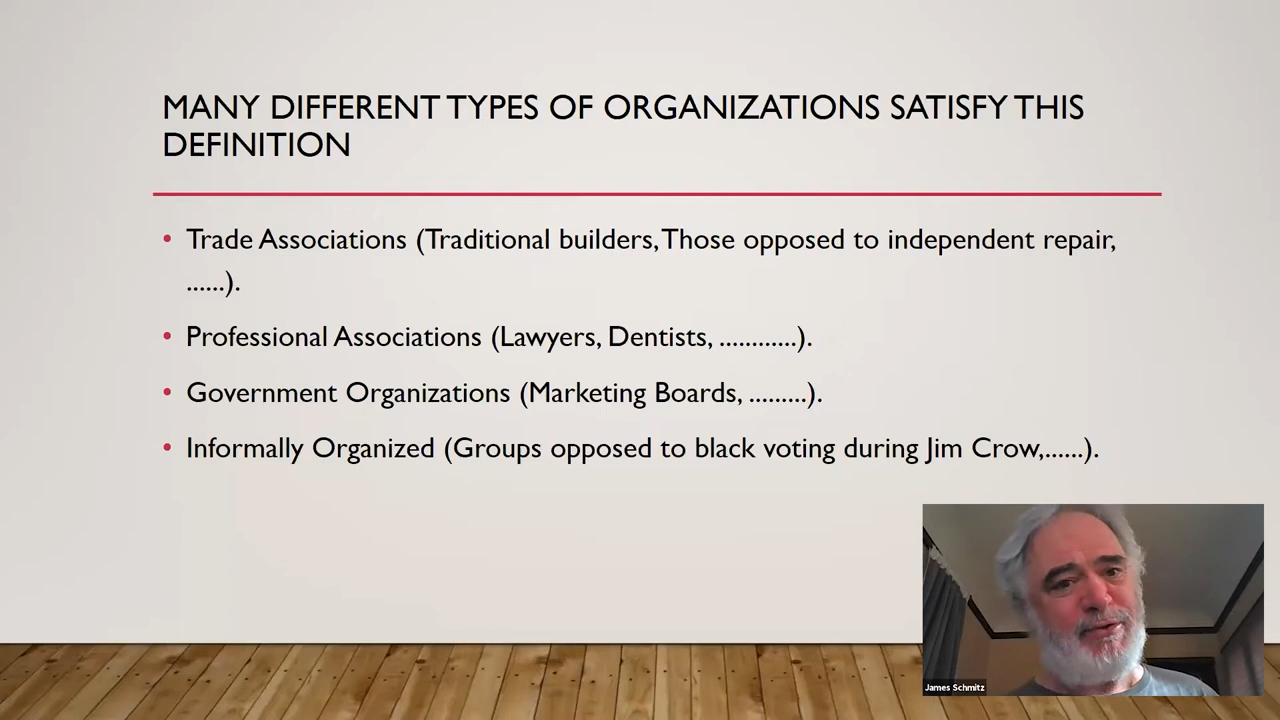 MANY DIFFERENT TYPES OF ORGANIZATIONS SATISFY THIS
DEFINITION
• Trade Associations (Traditional builders, Those opposed to independent repair,
......).
• Professional Associations (Lawyers, Dentists, ............).
• Government Organizations (Marketing Boards, .........).
• Informally Organized (Groups opposed to black voting during Jim Crow,......).
James Schmitz